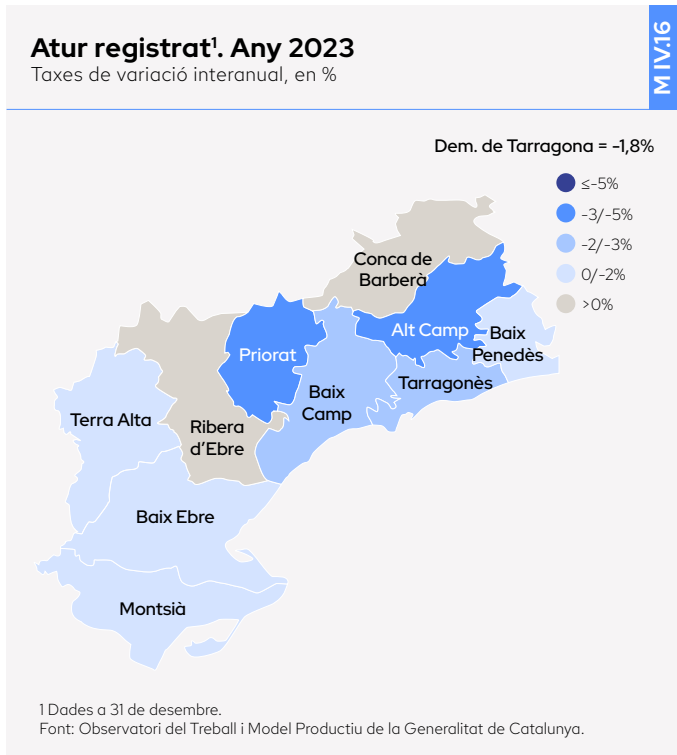 Atur registrat¹. Any 2023
Taxes de variació interanual, en %
M IV.16
Dem. de Tarragona = -1,8%
≤-5%
-3/-5%
-2/-3%
0/-2%
>0%
Conca de
Barberà
Alt Camp
Baix
Penedès
Priorat
Tarragonès
Baix
Camp
Terra Alta
Ribera
d'Ebre
Baix Ebre
Montsià
1 Dades a 31 de desembre.
Font: Observatori del Treball i Model Productiu de la Generalitat de Catalunya.